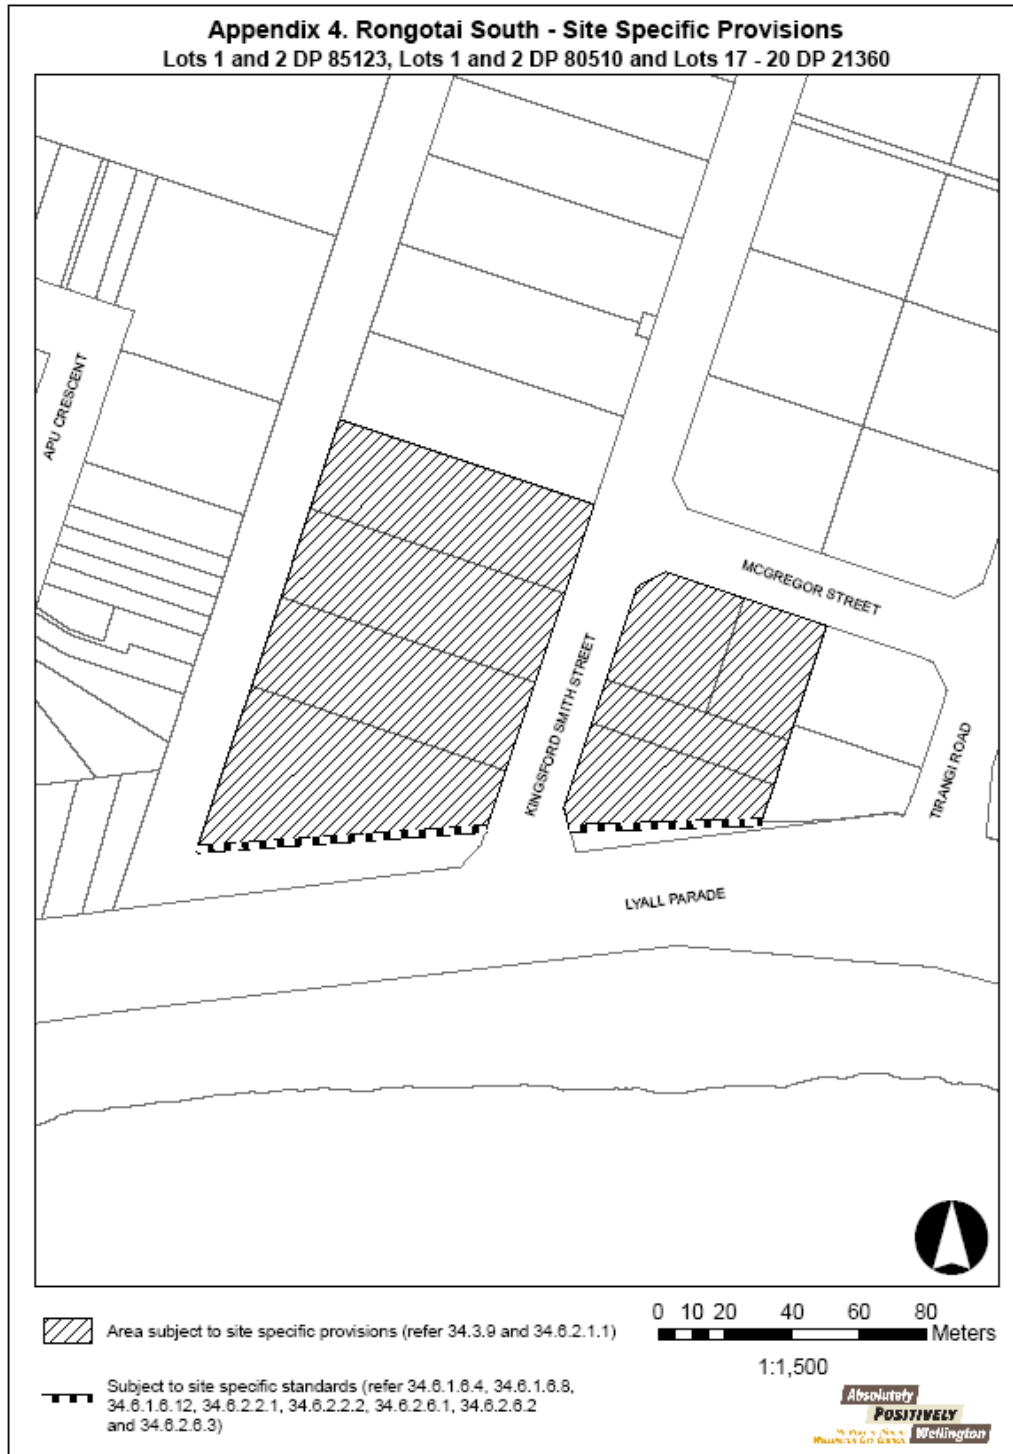 Appendix 4. Rongotai South - Site Specific Provisions
Lots 1 and 2 DP 85123, Lots 1 and 2 DP 80510 and Lots 17 - 20 DP 21360
APU CRESCENT
MCGREGOR STREET
KINGSFORD SMITH STREET
TIRANGI ROAD
LYALL PARADE
Area subject to site specific provisions (refer 34.3.9 and 34.6.2.1.1)
0 10 20 40 60 80
Meters
1:1,500
Subject to site specific standards (refer 34.6.1.6.4, 34.6.1.6.8,
34.6.1.6.12, 34.6.2.2.1, 34.6.2.2.2, 34.6.2.6.1, 34.6.2.6.2
and 34.6.2.6.3)
Absolutely
POSITIVELY
Wellington